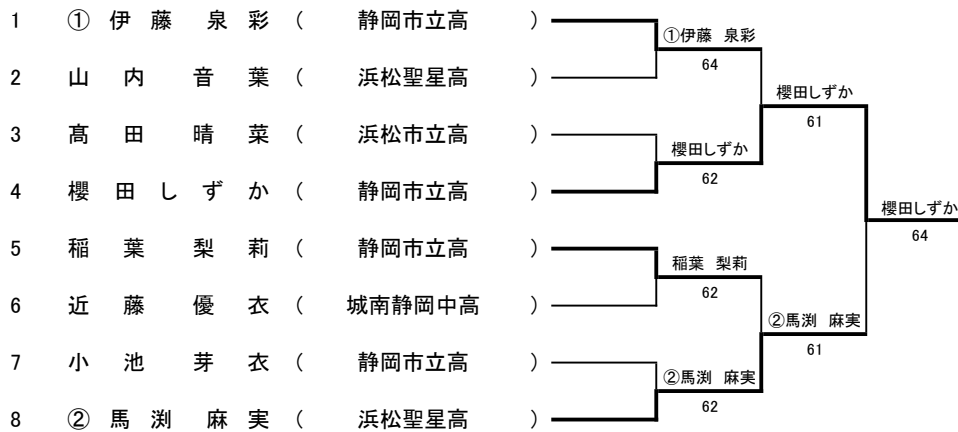 1 ① 伊藤 泉彩 ( 静岡市立高 )
①伊藤 泉彩
64
2 山内 音葉 ( 浜松聖星高 )
櫻田しずか
61
3 髙田 晴菜 ( 浜松市立高 )
櫻田しずか
62
4 櫻田しずか ( 静岡市立高 )
櫻田しずか
64
5 稲葉 梨莉 ( 静岡市立高 )
稲葉 梨莉
62
6 近藤 優衣 ( 城南静岡中高 )
②馬渕 麻実
61
7 小池 芽衣 ( 静岡市立高 )
②馬渕 麻実
62
8 ② 馬渕 麻実 ( 浜松聖星高 )